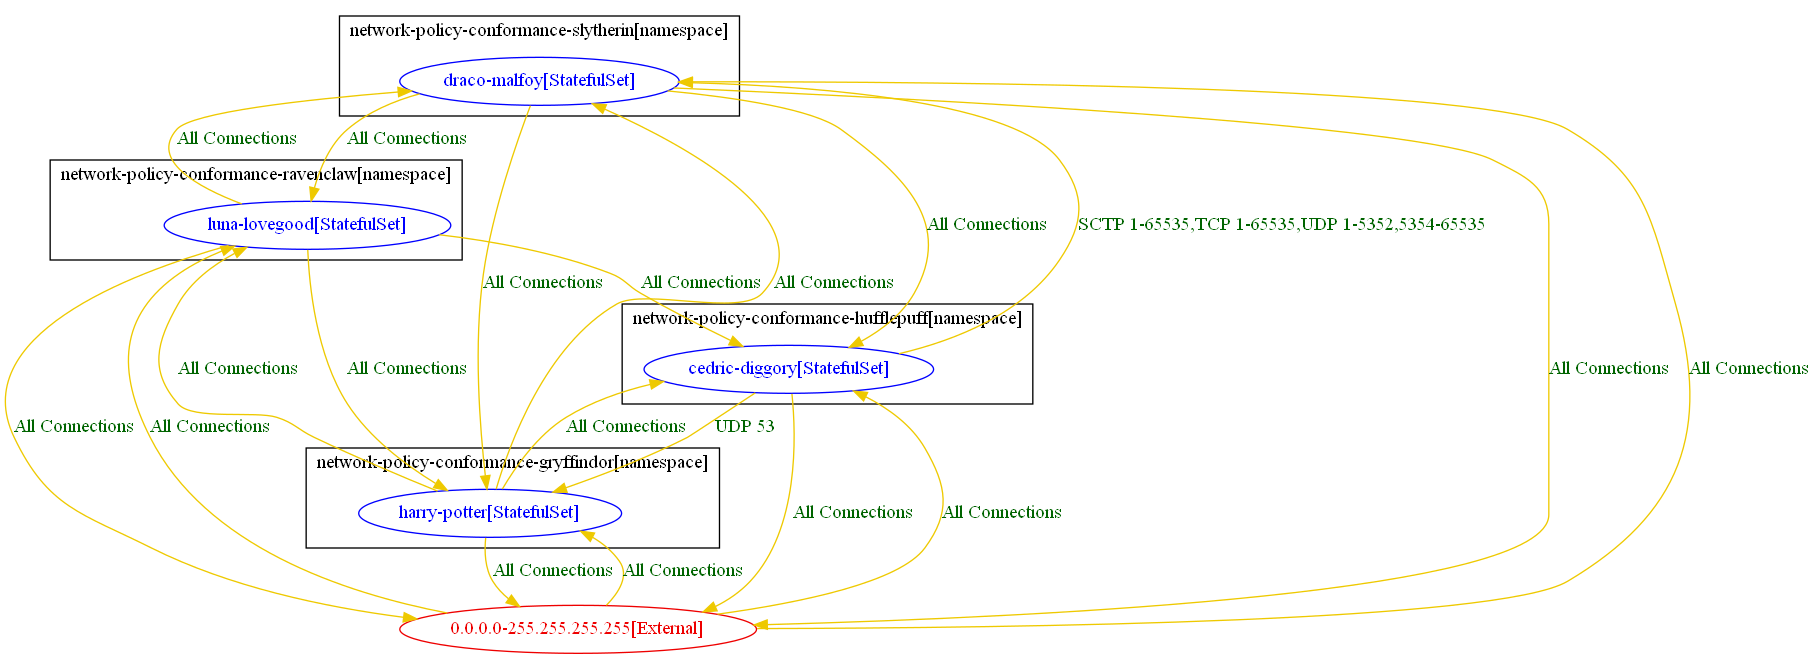 network-policy-conformance-slytherin[namespace]
draco-malfoy[StatefulSet]
All Connections
All Connections
network-policy-conformance-ravenclaw[namespace]
luna-lovegood[StatefulSet]
All Connections
SCTP 1-65535,TCP 1-65535,UDP 1-5352,5354-65535
All Connections
All Connections
All Connections
network-policy-conformance-hufflepuff[namespace]
cedric-diggory[StatefulSet]
All Connections
All Connections
All Connections
All Connections
All Connections
All Connections
All Connections
UDP 53
network-policy-conformance-gryffindor[namespace]
harry-potter[StatefulSet]
All Connections
All Connections
All Connections
All Connections
0.0.0.0-255.255.255.255[External]